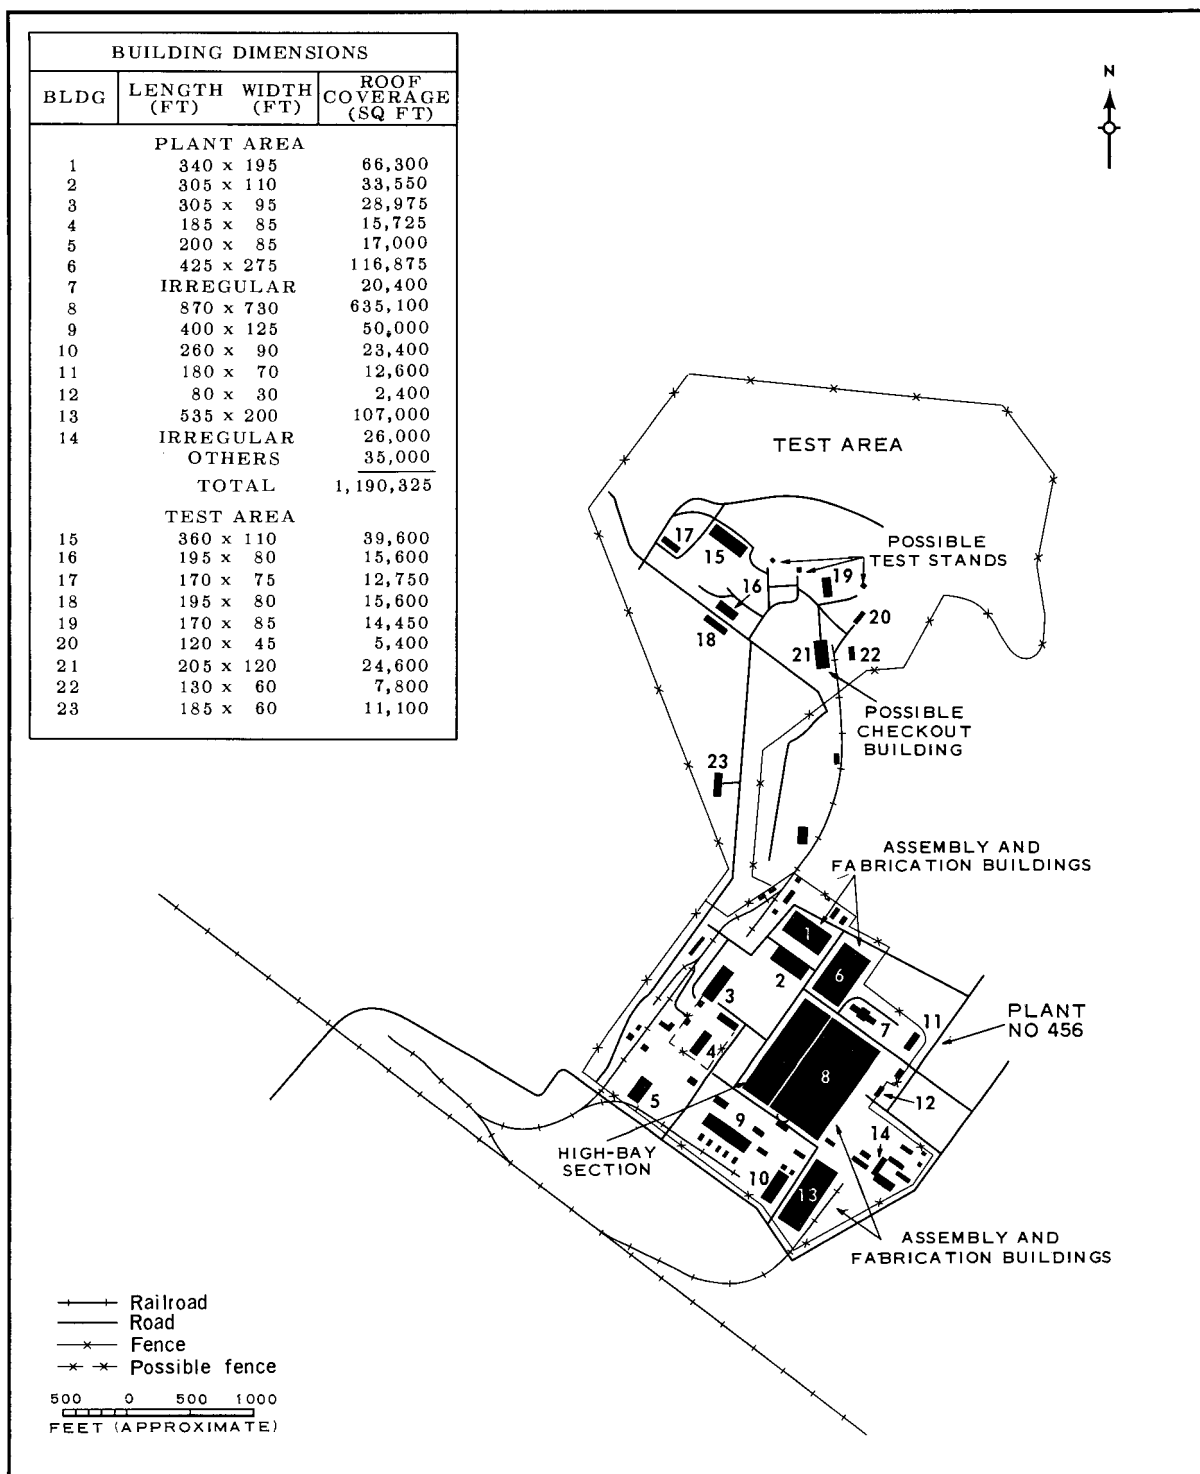 BUILDING DIMENSIONS
BLDG LENGTH (FT) WIDTH (FT) ROOF COVERAGE (SQ FT)
PLANT AREA
1 340 x 195 66,300
2 305 x 110 33,550
3 305 x 95 28,975
4 185 x 85 15,725
5 200 x 85 17,000
6 425 x 275 116,875
7 IRREGULAR 20,400
8 870 x 730 635,100
9 400 x 125 50,000
10 260 x 90 23,400
11 180 x 70 12,600
12 80 x 30 2,400
13 535 x 200 107,000
14 IRREGULAR 26,000
OTHERS 35,000
TOTAL 1,190,325
TEST AREA
15 360 x 110 39,600
16 195 x 80 15,600
17 170 x 75 12,750
18 195 x 80 15,600
19 170 x 85 14,450
20 120 x 45 5,400
21 205 x 120 24,600
22 130 x 60 7,800
23 185 x 60 11,100
N
TEST AREA
POSSIBLE
TEST STANDS
17
15
16
19
18
20
21
22
POSSIBLE
CHECKOUT
BUILDING
23
ASSEMBLY AND
FABRICATION BUILDINGS
1
2
6
3
7
11
PLANT
NO 456
4
8
5
12
9
14
HIGH-BAY
SECTION
10
13
ASSEMBLY AND
FABRICATION BUILDINGS
Railroad
Road
Fence
Possible fence
500 0 500 1000
FEET (APPROXIMATE)